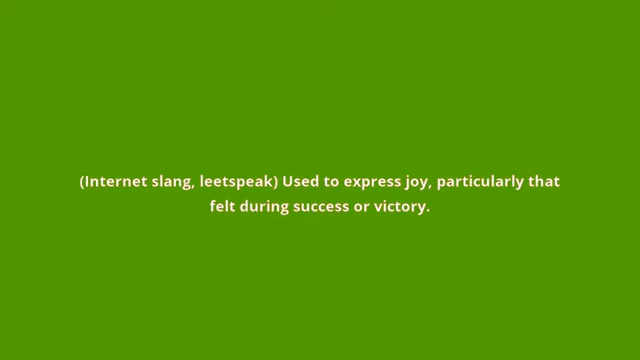 (Internet slang, leetspeak) Used to express joy, particularly that
felt during success or victory.